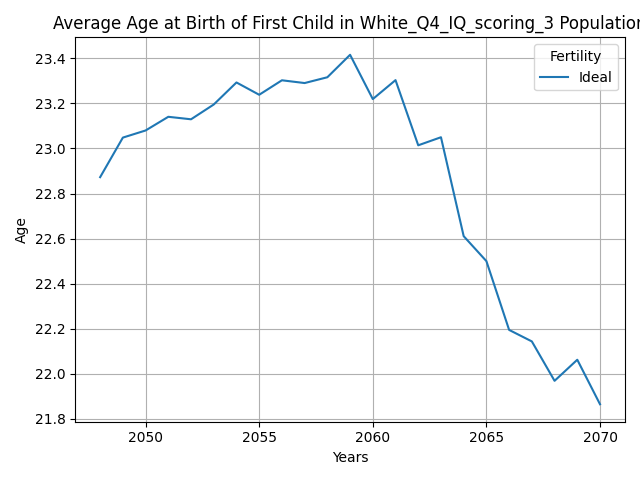 Average Age at Birth of First Child in White_Q4_IQ_scoring_3 Population
Fertility
Ideal
23.4
23.2
23.0
22.8
22.6
22.4
22.2
22.0
21.8
Age
2050 2055 2060 2065 2070
Years